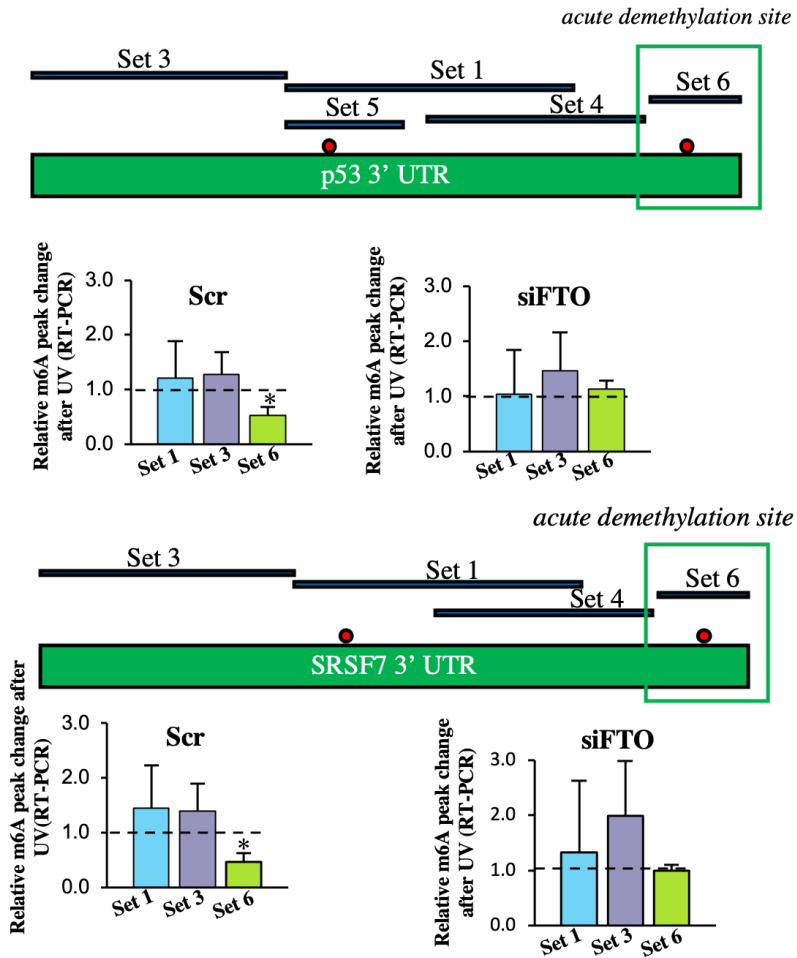 acute demethylation site
Set 3
Set 1
Set 6
Set 5
Set 4
p53 3’ UTR
Relative m6A peak change
after UV (RT-PCR)
3.0
2.0
1.0
0.0
Scr
*
Set 1
Set 3
Set 6
Relative m6A peak change
after UV (RT-PCR)
3.0
2.0
1.0
0.0
siFTO
Set 1
Set 3
Set 6
acute demethylation site
Set 3
Set 1
Set 6
Set 4
SRSF7 3’ UTR
Relative m6A peak change after
UV(RT-PCR)
3.0
2.0
1.0
0.0
Scr
*
Set 1
Set 3
Set 6
Relative m6A peak change
after UV (RT-PCR)
3.0
2.0
1.0
0.0
siFTO
Set 1
Set 3
Set 6